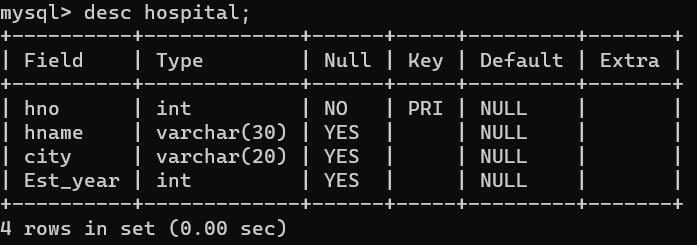 mysql> desc hospital;
+----------+-------------+------+-----+---------+-------+
| Field    | Type        | Null | Key | Default | Extra |
+----------+-------------+------+-----+---------+-------+
| hno      | int         | NO   | PRI | NULL    |       |
| hname    | varchar(30) | YES  |     | NULL    |       |
| city     | varchar(20) | YES  |     | NULL    |       |
| Est_year | int         | YES  |     | NULL    |       |
+----------+-------------+------+-----+---------+-------+
4 rows in set (0.00 sec)